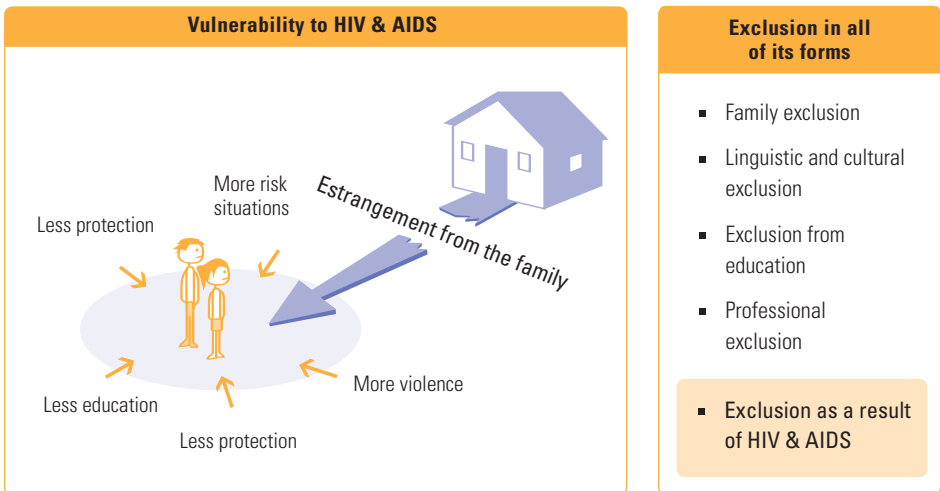 Vulnerability to HIV & AIDS
More risk
situations
Estrangement from the family
Less protection
Less education
More violence
Less protection
Exclusion in all
of its forms
▪ Family exclusion
▪ Linguistic and cultural
exclusion
▪ Exclusion from
education
▪ Professional
exclusion
▪ Exclusion as a result
of HIV & AIDS